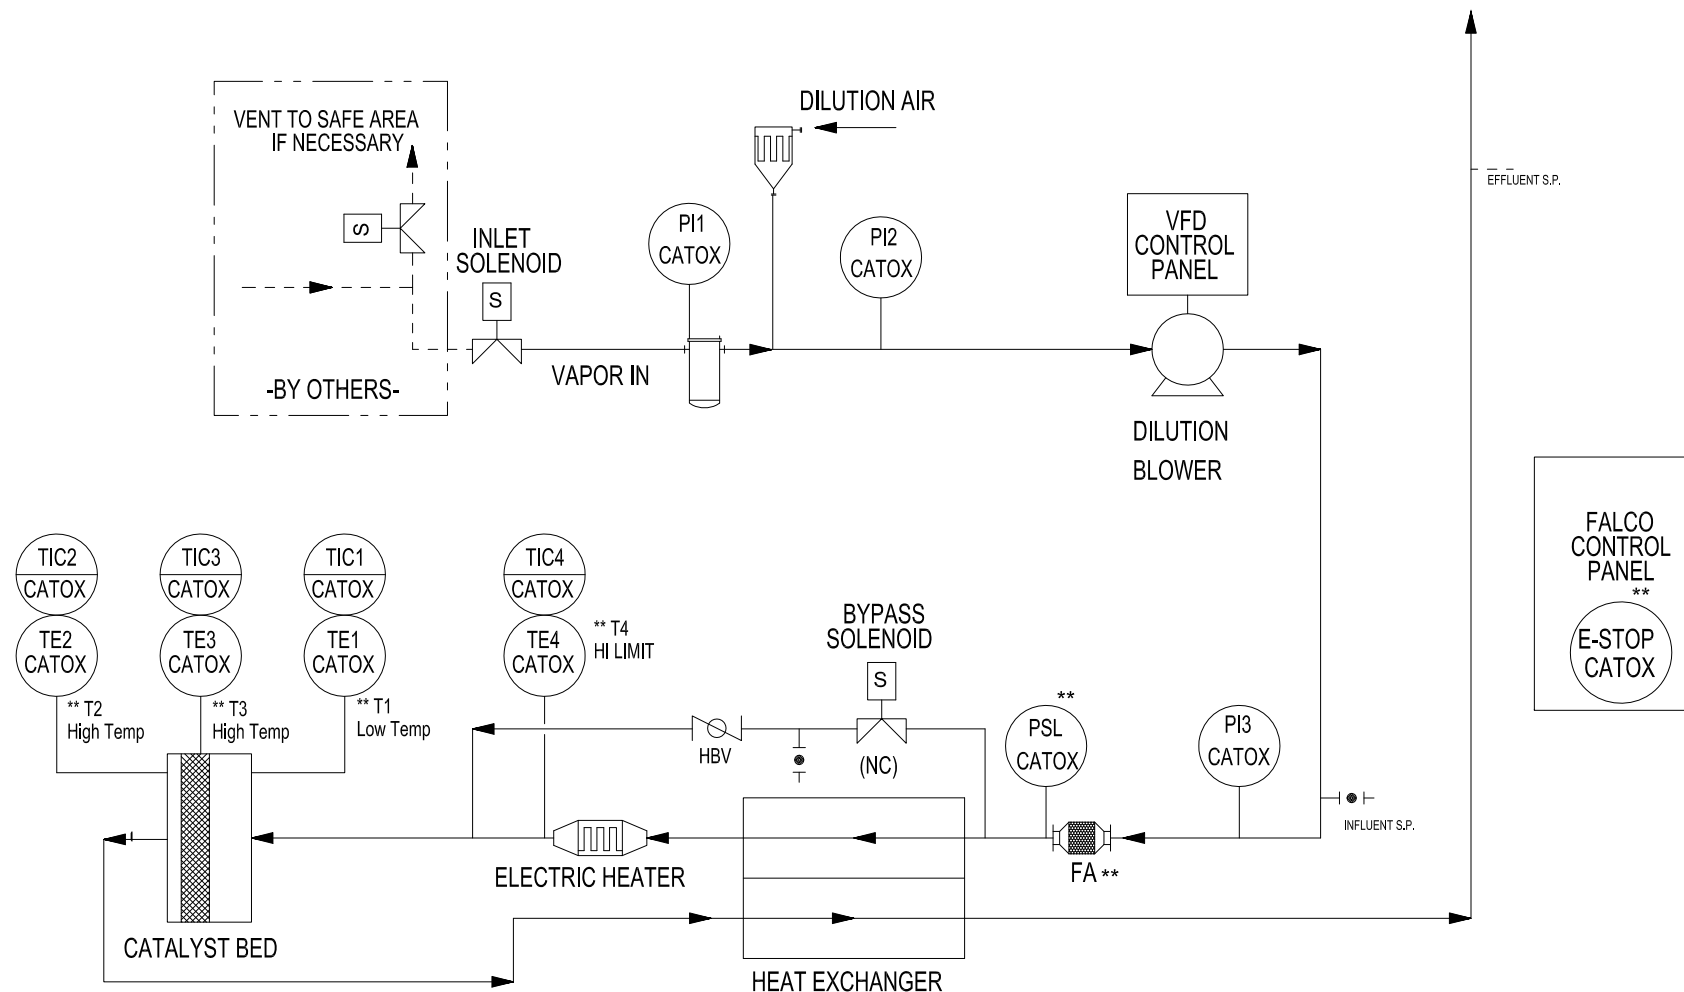 DILUTION AIR
VENT TO SAFE AREA
IF NECESSARY
S
INLET
SOLENOID
S
-BY OTHERS-
VAPOR IN
PI1
CATOX
PI2
CATOX
VFD
CONTROL
PANEL
DILUTION
BLOWER
EFFLUENT S.P.
FALCO
CONTROL
PANEL
**
E-STOP
CATOX
TIC2
CATOX
TE2
CATOX
** T2
High Temp
TIC3
CATOX
TE3
CATOX
** T3
High Temp
TIC1
CATOX
TE1
CATOX
** T1
Low Temp
TIC4
CATOX
TE4
CATOX
** T4
HI LIMIT
BYPASS
SOLENOID
S
HBV
(NC)
**
PSL
CATOX
PI3
CATOX
INFLUENT S.P.
FA **
ELECTRIC HEATER
CATALYST BED
HEAT EXCHANGER